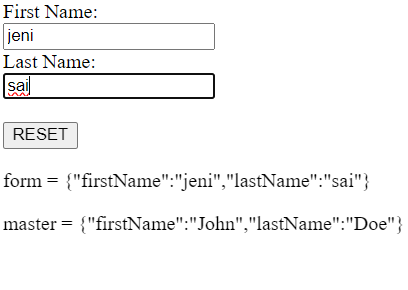 First Name:
jeni
Last Name:
sai
RESET
form = {"firstName":"jeni","lastName":"sai"}
master = {"firstName":"John","lastName":"Doe"}